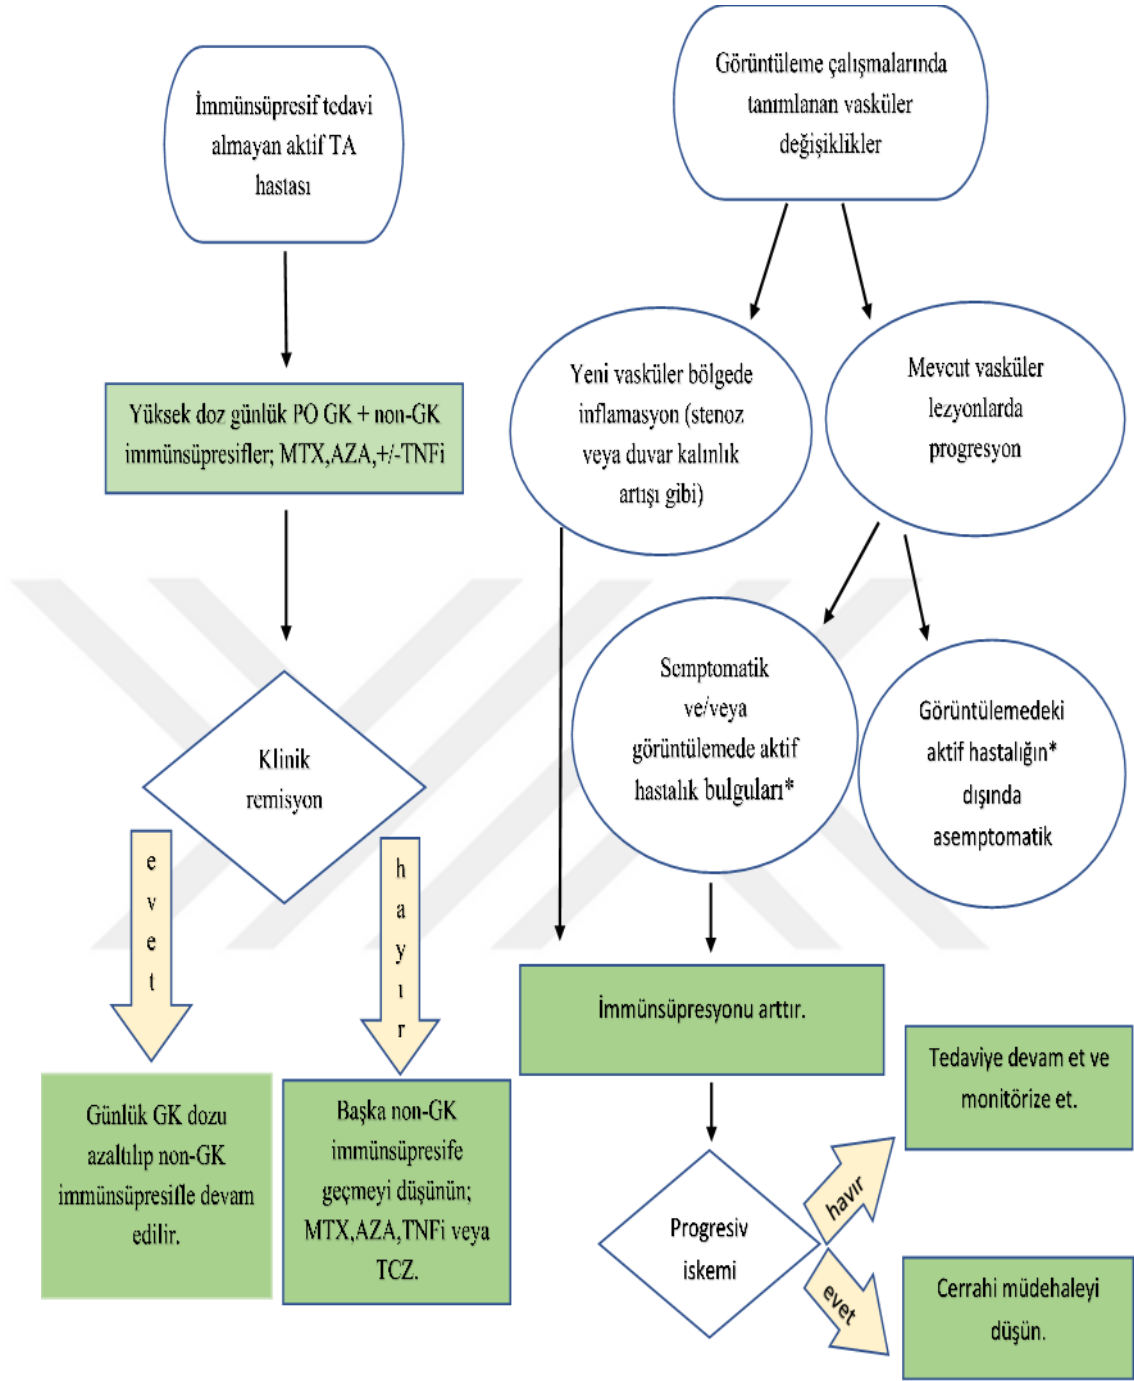 İmmünsüpresif tedavi
almayan aktif TA
hastası
Yüksek doz günlük PO GK + non-GK
immünsüpresifler; MTX,AZA,+/-TNFi
Klinik
remisyon
evet
hayır
Günlük GK dozu
azaltılıp non-GK
immünsüpresifle devam
edilir.
Başka non-GK
immünsüpresife
geçmeyi düşünün;
MTX,AZA,TNFi veya
TCZ.
Görüntüleme çalışmalarında
tanımlanan vasküler
değişiklikler
Yeni vasküler bölgede
inflamasyon (stenoz
veya duvar kalınlık
artışı gibi)
Mevcut vasküler
lezyonlarda
progresyon
Semptomatik
ve/veya
görüntülemede aktif
hastalık bulguları*
Görüntülemedeki
aktif hastalığın*
dışında
asemptomatik
İmmünsüpresyonu arttır.
Progresiv
iskemi
hayır
evet
Tedaviye devam et ve
monitörize et.
Cerrahi müdehaleyi
düşün.